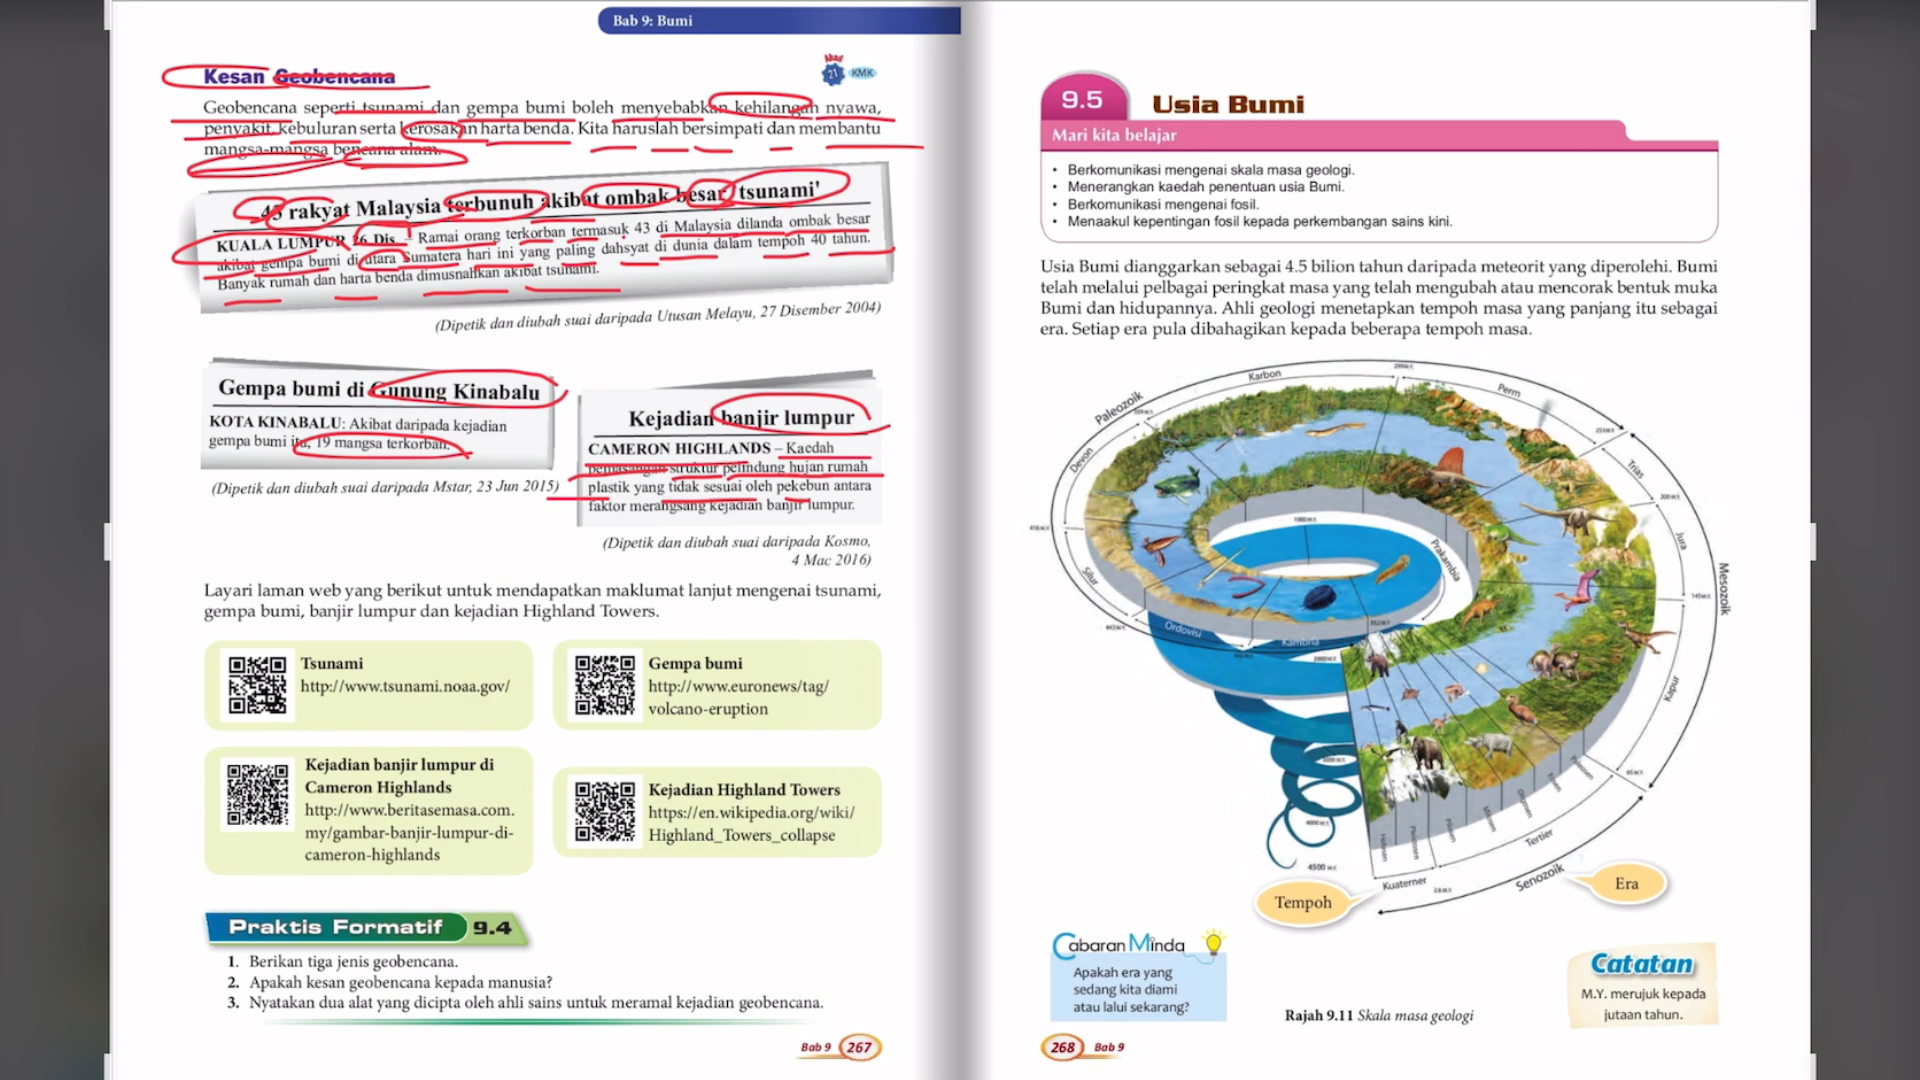 Bab 9: Bumi
Kesan Geobencana
Abad
21
KMK
Geobencana seperti tsunami dan gempa bumi boleh menyebabkan kehilangan nyawa,
penyakit, kebuluran serta kerosakan harta benda. Kita haruslah bersimpati dan membantu
mangsa-mangsa bencana alam.
43 rakyat Malaysia terbunuh akibat ombak besar 'tsunami'
KUALA LUMPUR 26 Dis. – Ramai orang terkorban termasuk 43 di Malaysia dilanda ombak besar
akibat gempa bumi di utara Sumatera hari ini yang paling dahsyat di dunia dalam tempoh 40 tahun.
Banyak rumah dan harta benda dimusnahkan akibat tsunami.
(Dipetik dan diubah suai daripada Utusan Melayu, 27 Disember 2004)
Gempa bumi di Gunung Kinabalu
KOTA KINABALU: Akibat daripada kejadian
gempa bumi itu, 19 mangsa terkorban.
(Dipetik dan diubah suai daripada Mstar, 23 Jun 2015)
Kejadian banjir lumpur
CAMERON HIGHLANDS – Kaedah
pemasangan struktur pelindung hujan rumah
plastik yang tidak sesuai oleh pekebun antara
faktor merangsang kejadian banjir lumpur.
(Dipetik dan diubah suai daripada Kosmo,
4 Mac 2016)
Layari laman web yang berikut untuk mendapatkan maklumat lanjut mengenai tsunami,
gempa bumi, banjir lumpur dan kejadian Highland Towers.
Tsunami
http://www.tsunami.noaa.gov/
Gempa bumi
http://www.euronews/tag/
volcano-eruption
Kejadian banjir lumpur di
Cameron Highlands
http://www.beritasemasa.com.
my/gambar-banjir-lumpur-di-
cameron-highlands
Kejadian Highland Towers
https://en.wikipedia.org/wiki/
Highland_Towers_collapse
Praktis Formatif 9.4
1. Berikan tiga jenis geobencana.
2. Apakah kesan geobencana kepada manusia?
3. Nyatakan dua alat yang dicipta oleh ahli sains untuk meramal kejadian geobencana.
Bab 9 267
9.5 Usia Bumi
Mari kita belajar
• Berkomunikasi mengenai skala masa geologi.
• Menerangkan kaedah penentuan usia Bumi.
• Berkomunikasi mengenai fosil.
• Menaakul kepentingan fosil kepada perkembangan sains kini.
Usia Bumi dianggarkan sebagai 4.5 bilion tahun daripada meteorit yang diperolehi. Bumi
telah melalui pelbagai peringkat masa yang telah mengubah atau mencorak bentuk muka
Bumi dan hidupannya. Ahli geologi menetapkan tempoh masa yang panjang itu sebagai
era. Setiap era pula dibahagikan kepada beberapa tempoh masa.
Karbon
Perm
Paleozoik
Devon
Trias
Jura
Mesozoik
Prakambia
Silur
Ordovisi
Kambria
Kapur
Tertier
Senozoik
Kuaterner
4500 M.Y.
Tempoh
Era
Cabaran Minda
Apakah era yang
sedang kita diami
atau lalui sekarang?
Rajah 9.11 Skala masa geologi
Catatan
M.Y. merujuk kepada
jutaan tahun.
268 Bab 9